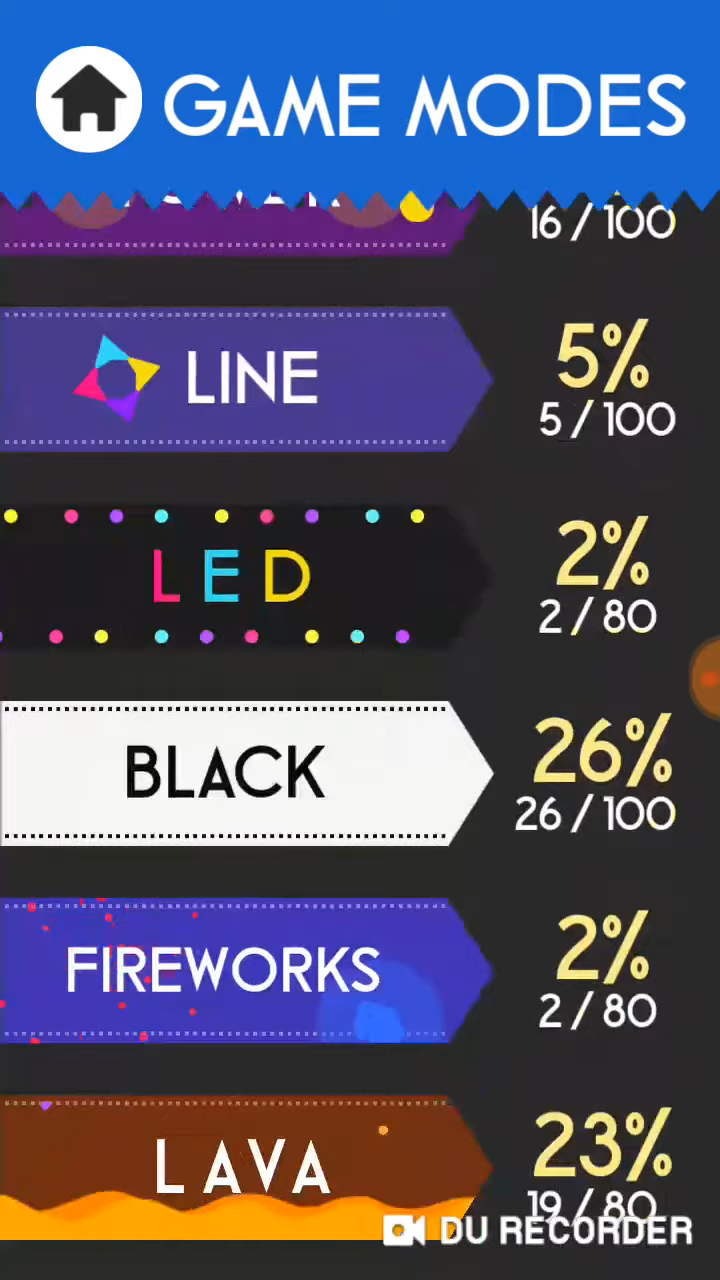 GAME MODES
16 / 100
LINE
5%
5 / 100
LED
2%
2 / 80
BLACK
26%
26 / 100
FIREWORKS
2%
2 / 80
LAVA
23%
19 / 80
DU RECORDER